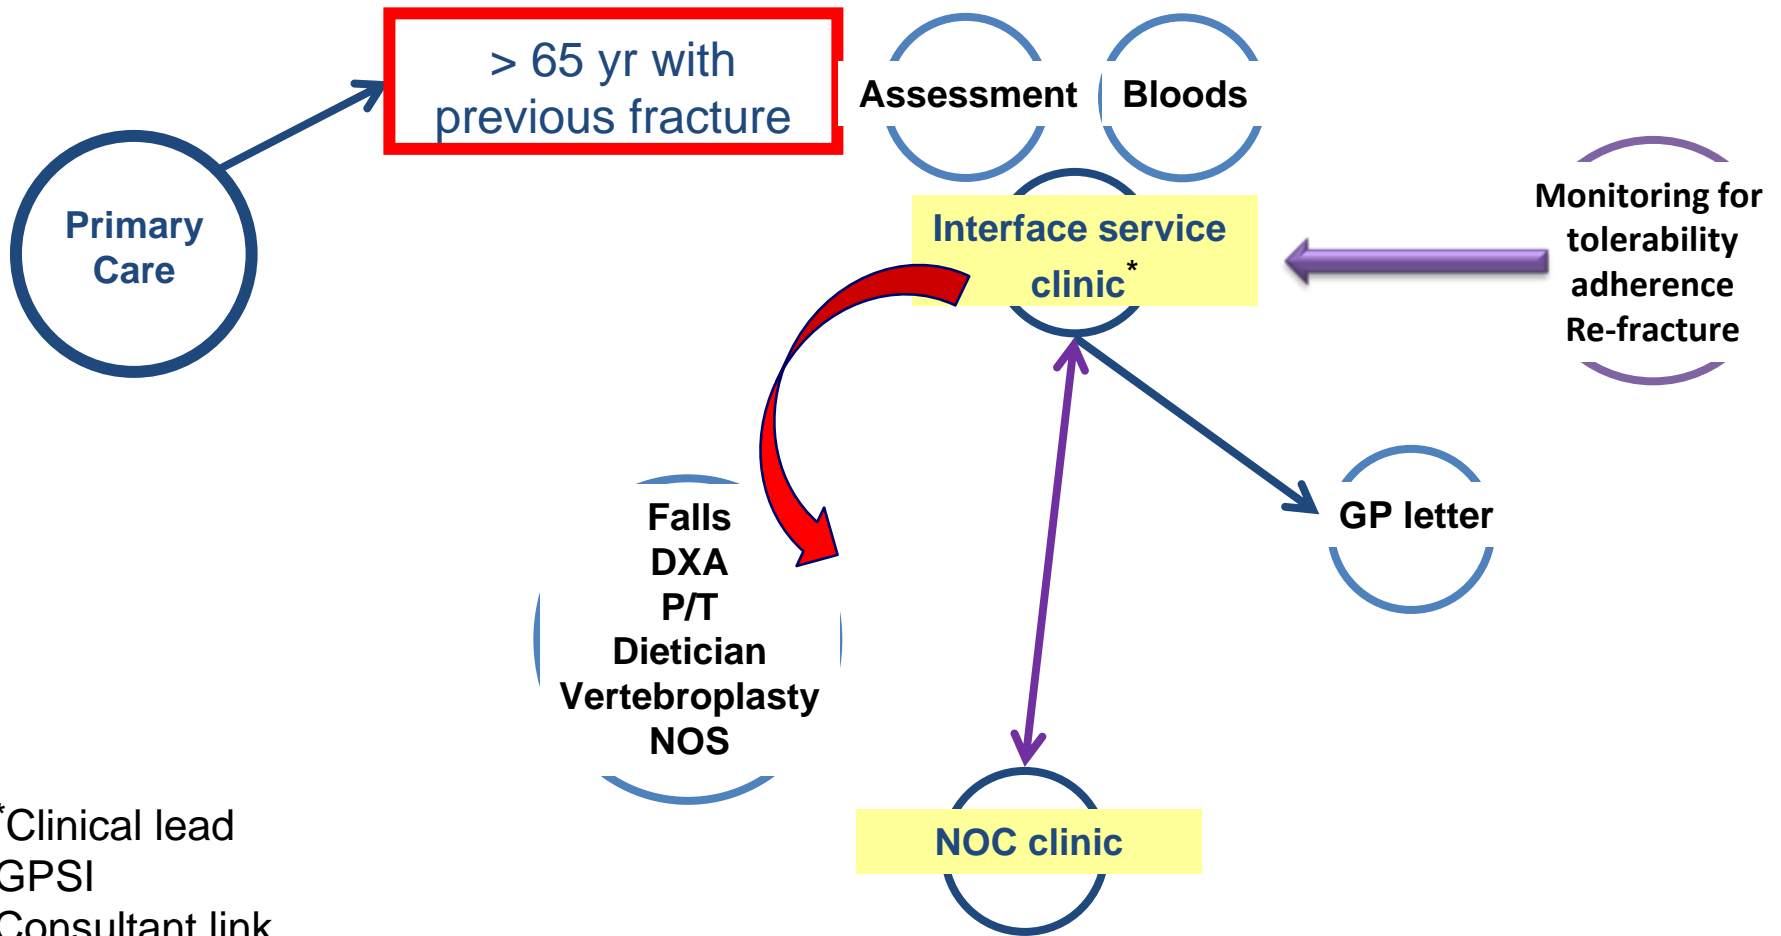 > 65 yr with
previous fracture
Assessment
Bloods
Primary
Care
Interface service
clinic*
Monitoring for
tolerability
adherence
Re-fracture
Falls
DXA
P/T
Dietician
Vertebroplasty
NOS
GP letter
NOC clinic
*Clinical lead
GPSI
Consultant link